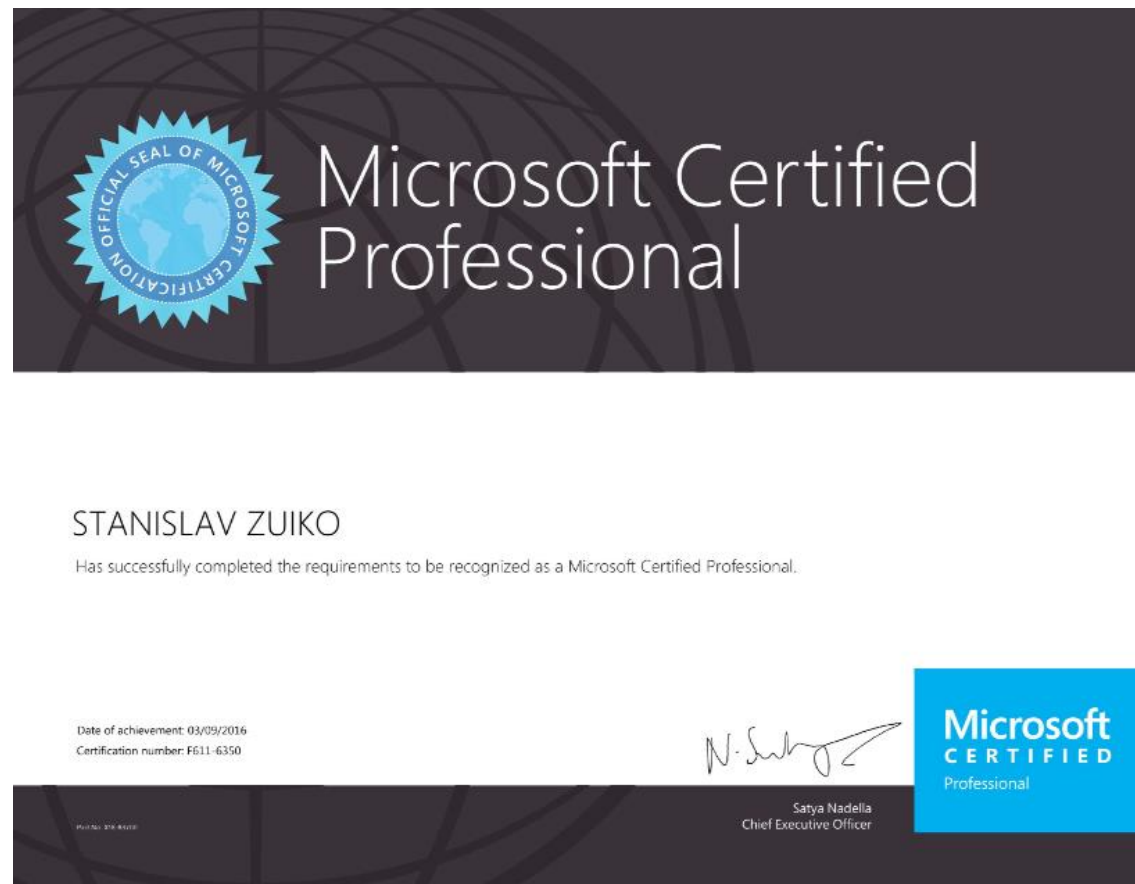 OFFICIAL SEAL OF MICROSOFT CERTIFICATION
Microsoft Certified
Professional
STANISLAV ZUIKO
Has successfully completed the requirements to be recognized as a Microsoft Certified Professional.
Date of achievement: 03/09/2016
Certification number: F611-6350
Satya Nadella
Chief Executive Officer
Microsoft
CERTIFIED
Professional
Part No.